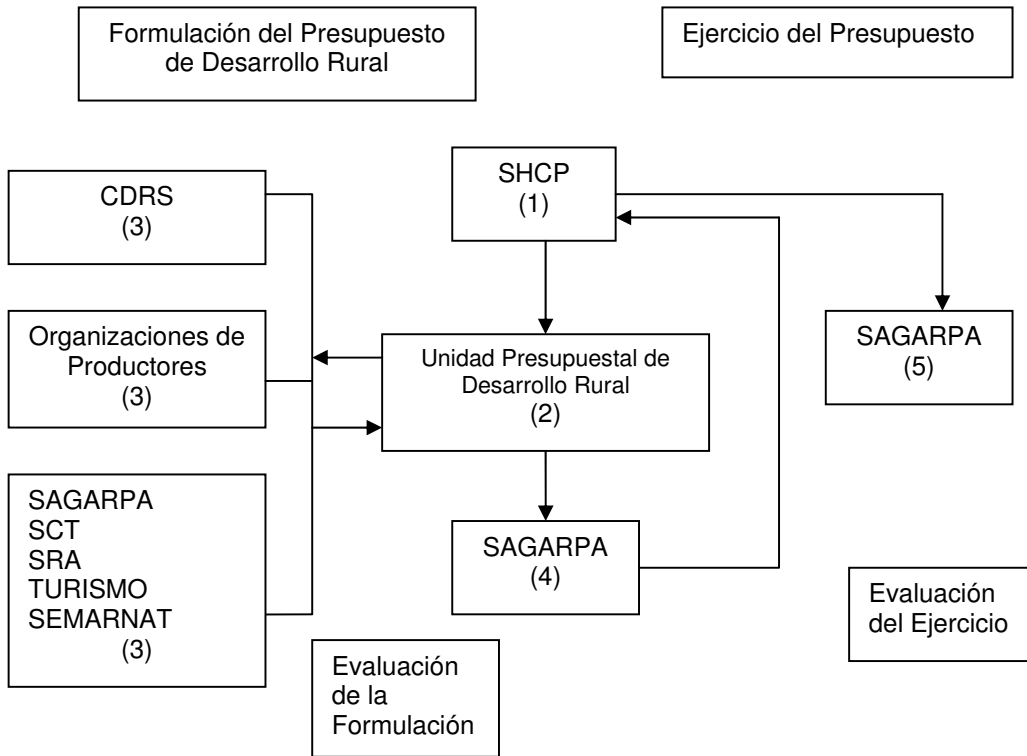 Formulación del Presupuesto
de Desarrollo Rural
Ejercicio del Presupuesto
CDRS
(3)
SHCP
(1)
Organizaciones de
Productores
(3)
Unidad Presupuestal de
Desarrollo Rural
(2)
SAGARPA
(5)
SAGARPA
SCT
SRA
TURISMO
SEMARNAT
(3)
SAGARPA
(4)
Evaluación
del Ejercicio
Evaluación
de la
Formulación